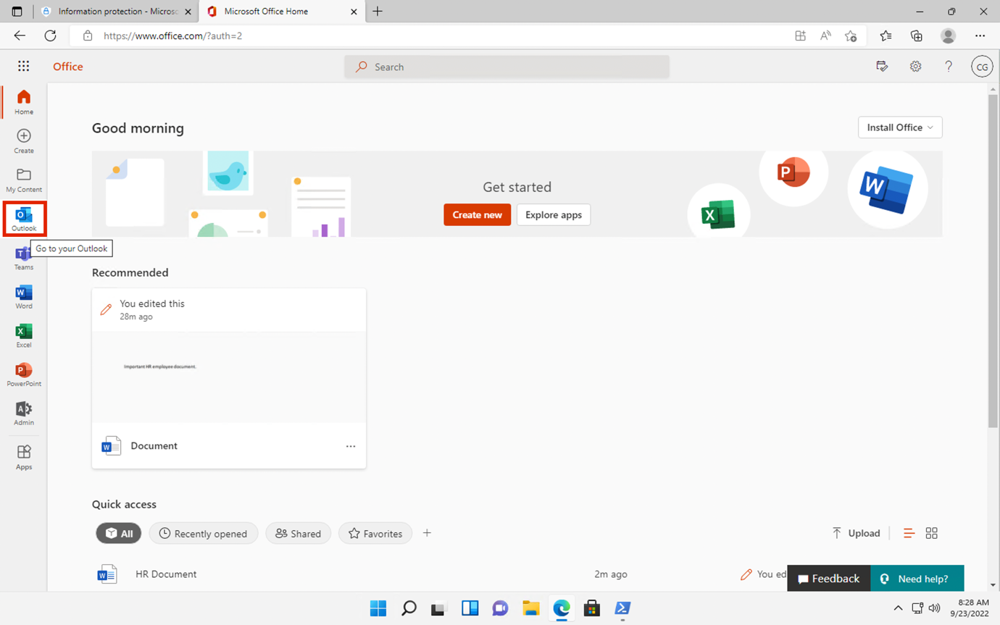 Information protection - Microsc
Microsoft Office Home
https://www.office.com/?auth=2
Office
Search
CG
Home
Create
My Content
Outlook
Go to your Outlook
Teams
Word
Excel
PowerPoint
Admin
Apps
Good morning
Install Office
Get started
Create new
Explore apps
Recommended
You edited this
28m ago
Important HR employee document.
Document
Quick access
All
Recently opened
Shared
Favorites
Upload
HR Document
2m ago
You ed
Feedback
Need help?
8:28 AM
9/23/2022